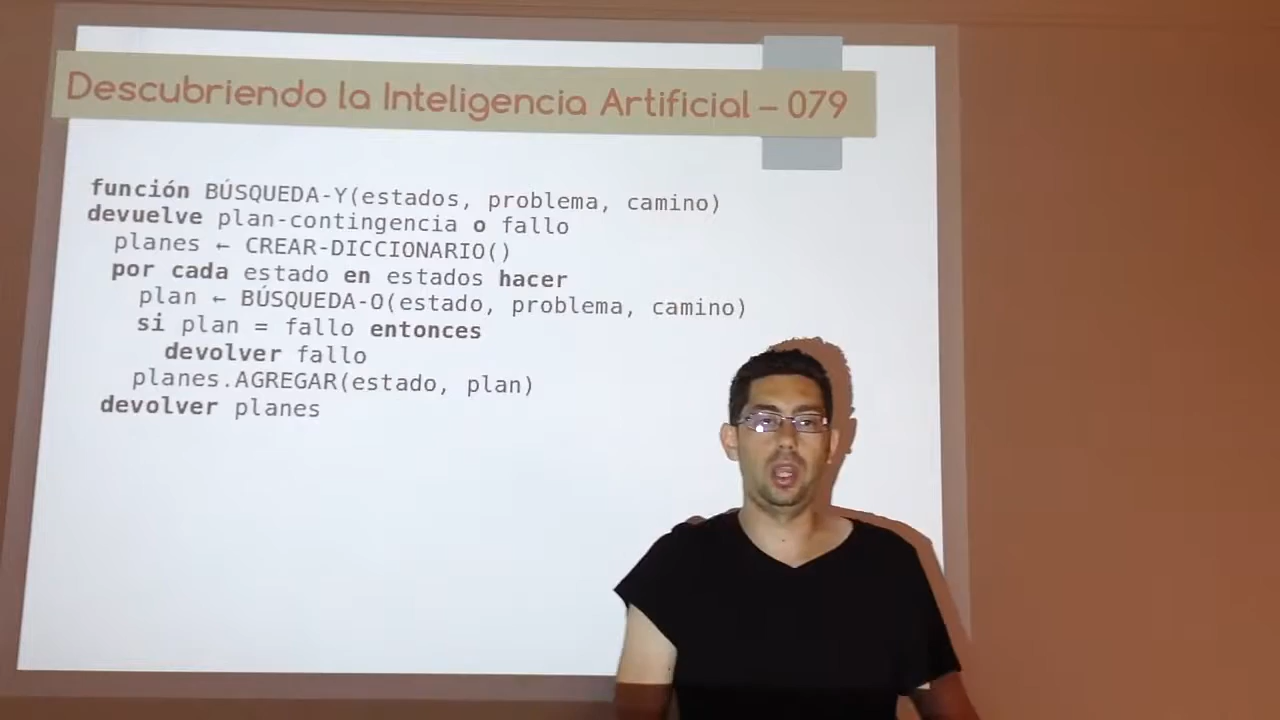 Descubriendo la Inteligencia Artificial – 079
función BÚSQUEDA-Y(estados, problema, camino)
devuelve plan-contingencia o fallo
planes ← CREAR-DICCIONARIO()
por cada estado en estados hacer
plan ← BÚSQUEDA-O(estado, problema, camino)
si plan = fallo entonces
devolver fallo
planes.AGREGAR(estado, plan)
devolver planes